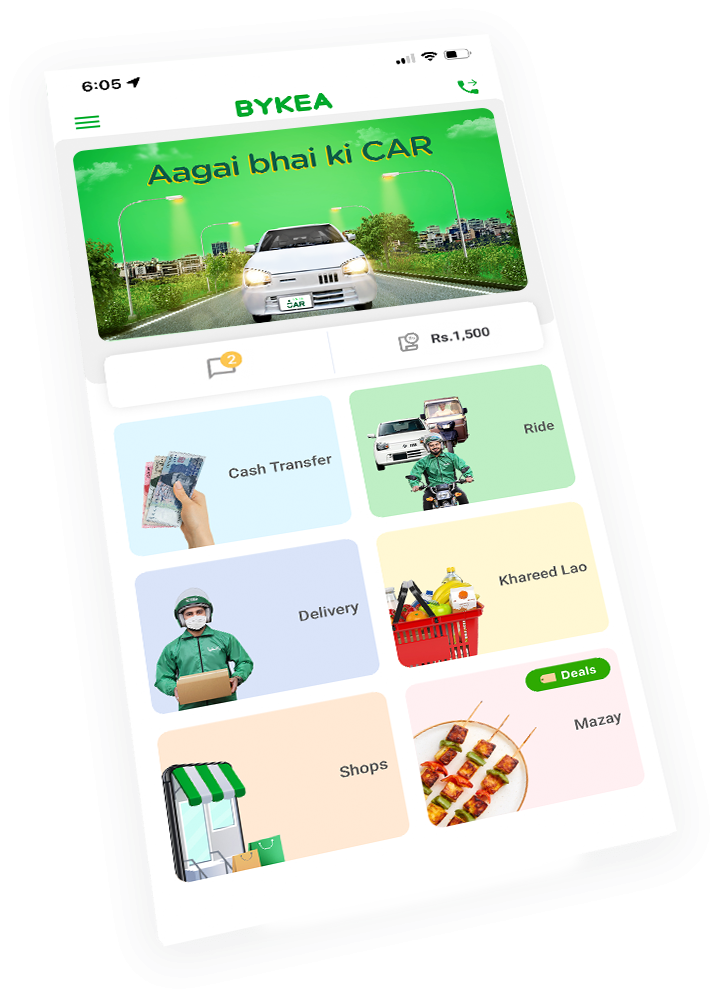 6:05
BYKEA
Aagai bhai ki CAR
CAR
2
Rs.1,500
Cash Transfer
Ride
Delivery
Khareed Lao
Deals
Mazay
Shops